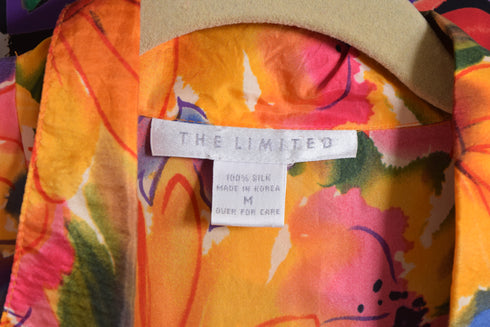 THE LIMITED
100% SILK
MADE IN KOREA
M
OVER FOR CARE